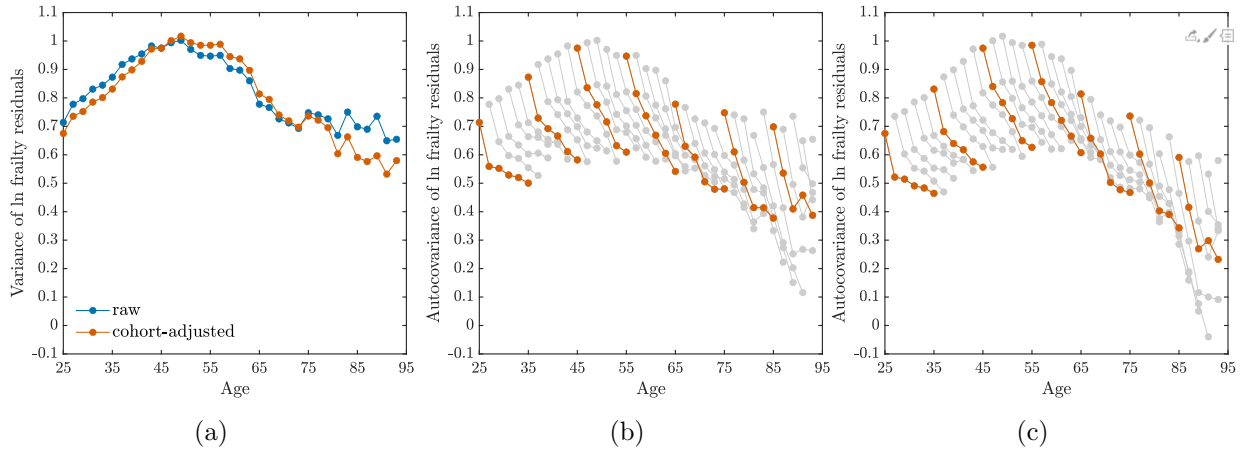 Variance of ln frailty residuals
1.1
1
0.9
0.8
0.7
0.6
0.5
0.4
0.3
0.2
0.1
0
-0.1
raw
cohort-adjusted
25 35 45 55 65 75 85 95
Age
(a)
Autocovariance of ln frailty residuals
1.1
1
0.9
0.8
0.7
0.6
0.5
0.4
0.3
0.2
0.1
0
-0.1
25 35 45 55 65 75 85 95
Age
(b)
Autocovariance of ln frailty residuals
1.1
1
0.9
0.8
0.7
0.6
0.5
0.4
0.3
0.2
0.1
0
-0.1
25 35 45 55 65 75 85 95
Age
(c)